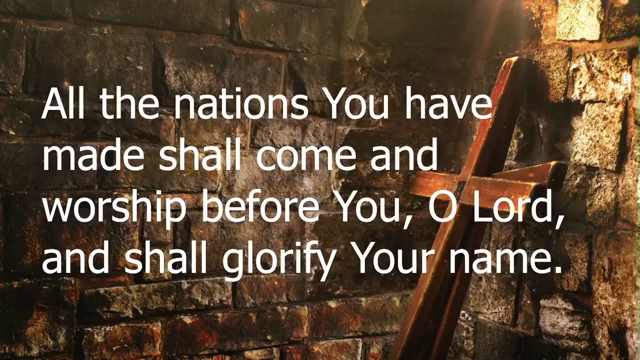 All the nations You have
made shall come and
worship before You, O Lord,
and shall glorify Your name.